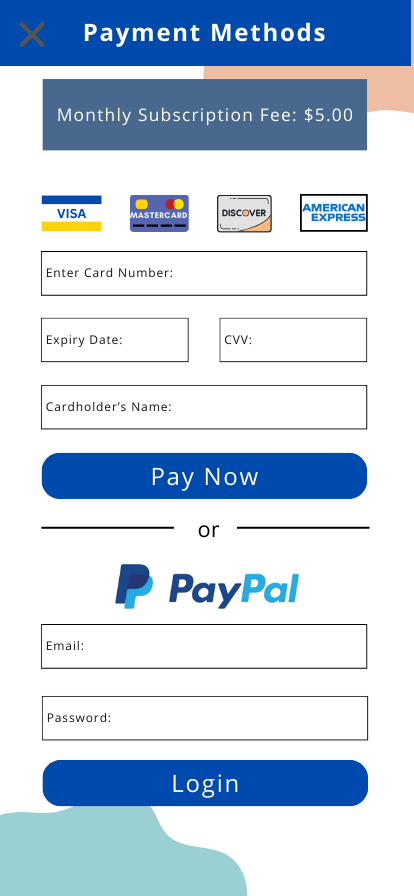 Payment Methods
Monthly Subscription Fee: $5.00
VISA
MASTERCARD
DISCOVER
AMERICAN
EXPRESS
Enter Card Number:
Expiry Date:
CVV:
Cardholder's Name:
Pay Now
or
PayPal
Email:
Password:
Login